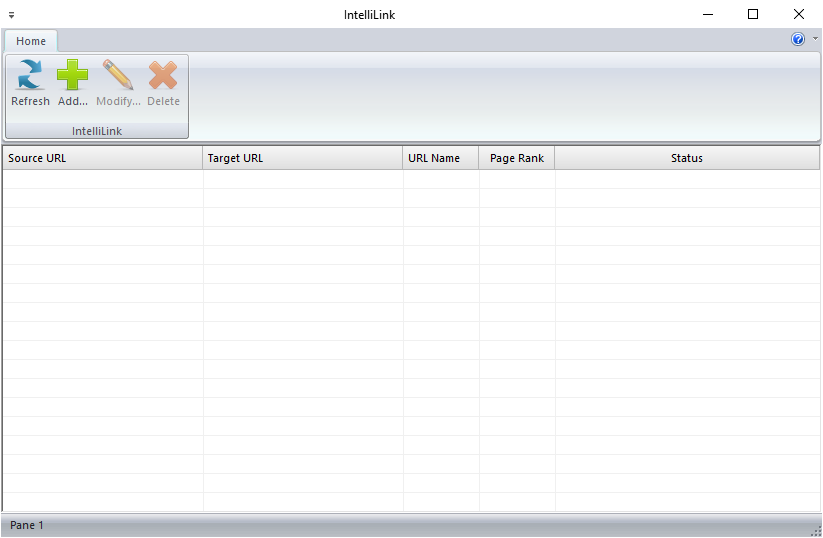 IntelliLink
Home
Refresh Add... Modify... Delete
IntelliLink
Source URL Target URL URL Name Page Rank Status
Pane 1